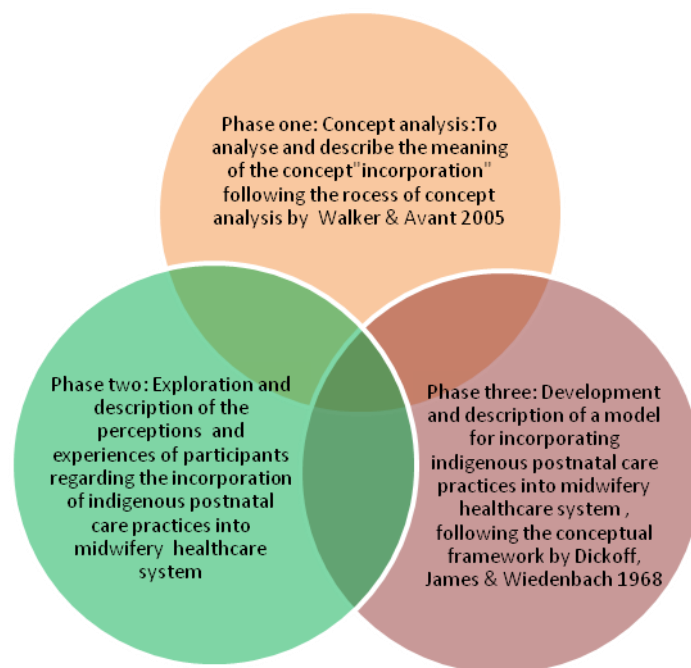 Phase one: Concept analysis:To
analyse and describe the meaning
of the concept"incorporation"
following the rocess of concept
analysis by Walker & Avant 2005
Phase two: Exploration and
description of the
perceptions and
experiences of participants
regarding the incorporation
of indigenous postnatal
care practices into
midwifery healthcare
system
Phase three: Development
and description of a model
for incorporating
indigenous postnatal care
practices into midwifery
healthcare system ,
following the conceptual
framework by Dickoff,
James & Wiedenbach 1968